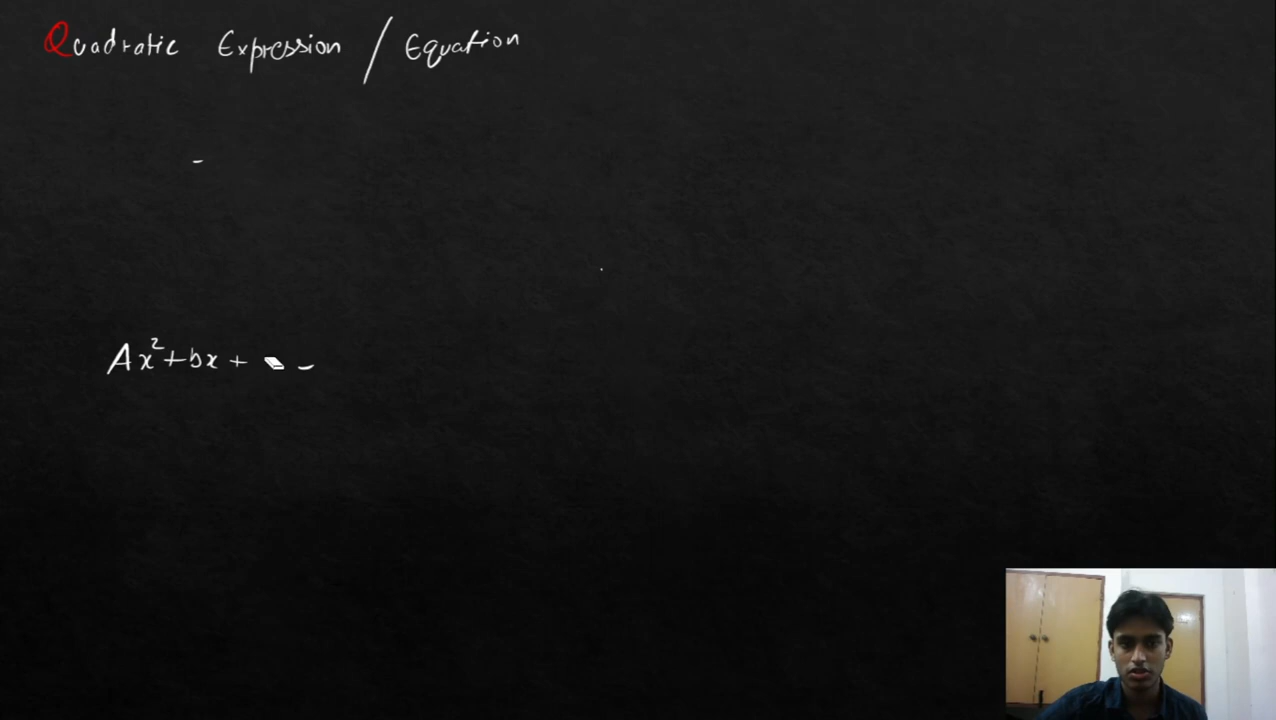 Quadratic Expression / Equation
-
Ax²+bx+ -